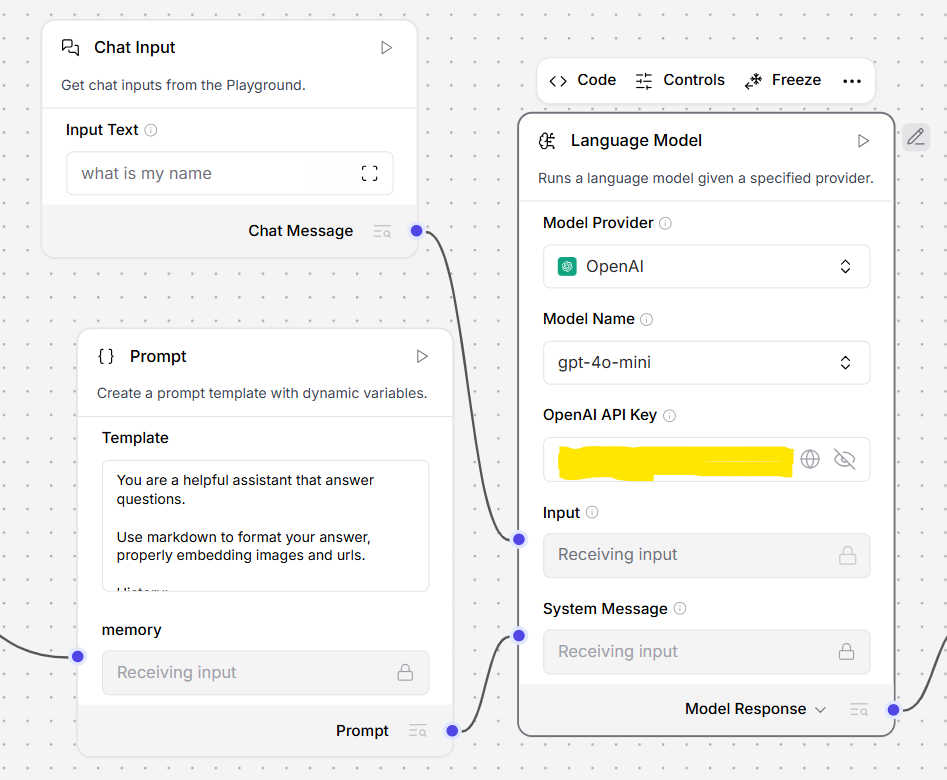 Chat Input
Get chat inputs from the Playground.
Input Text
what is my name
Chat Message
Prompt
Create a prompt template with dynamic variables.
Template
You are a helpful assistant that answer
questions.
Use markdown to format your answer,
properly embedding images and urls.
memory
Receiving input
Prompt
Code
Controls
Freeze
Language Model
Runs a language model given a specified provider.
Model Provider
OpenAI
Model Name
gpt-4o-mini
OpenAI API Key
Input
Receiving input
System Message
Receiving input
Model Response